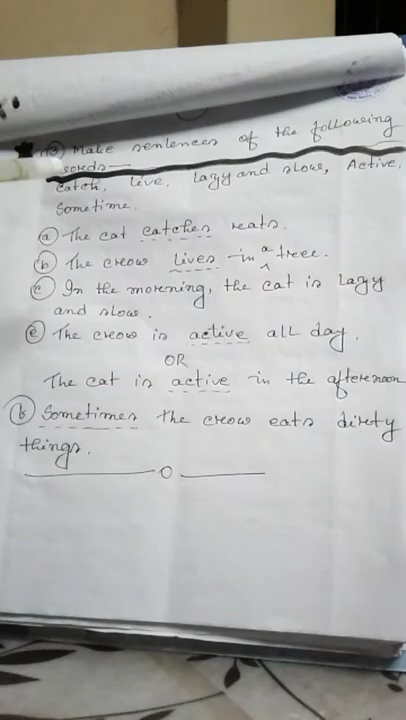 Make sentences of the following
words—
Catch, live, Lazy and slow, Active,
Sometime.
(a) The cat catches reats.
(b) The crow lives in a tree.
(c) In the morning, the cat is lazy
and slow.
(e) The crow is active all day.
OR
The cat is active in the afternoon
(f) Sometimes the crow eats dirty
things.